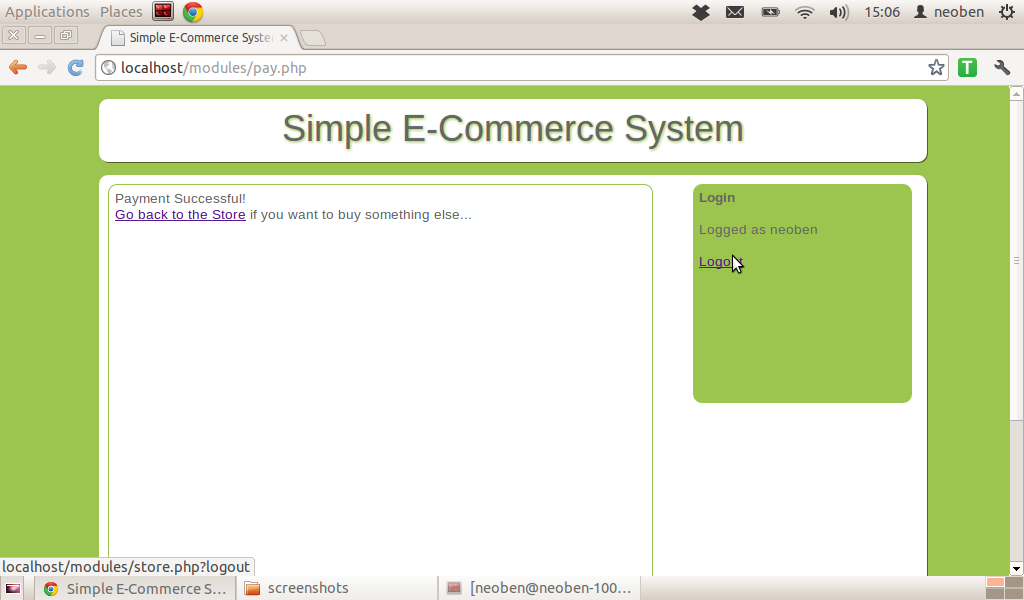 Applications Places 15:06 neoben
Simple E-Commerce Syste
localhost/modules/pay.php
T
Simple E-Commerce System
Payment Successful!
Go back to the Store if you want to buy something else...
Login
Logged as neoben
Logout
localhost/modules/store.php?logout
Simple E-Commerce S... screenshots [neoben@neoben-100...